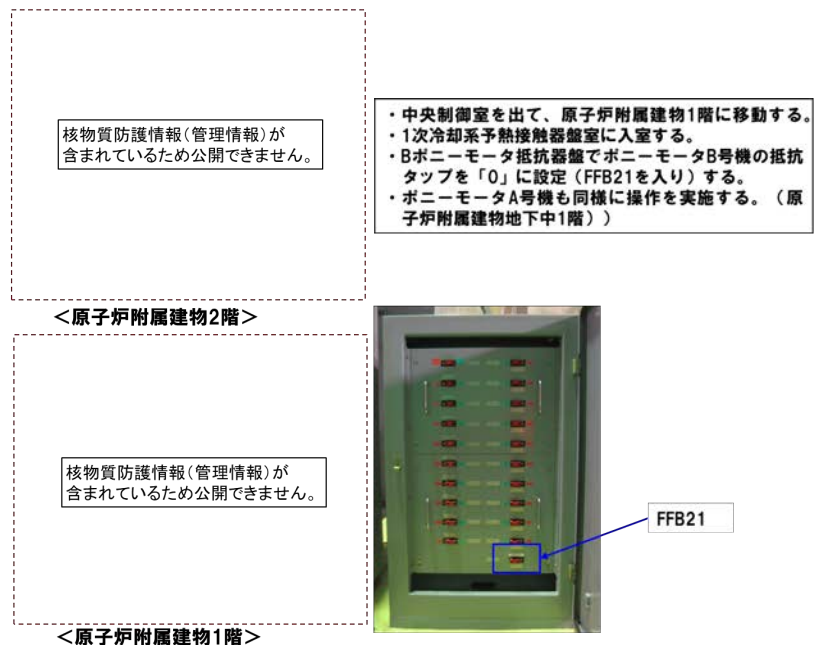 核物質防護情報(管理情報)が
含まれているため公開できません。
・中央制御室を出て、原子炉附属建物1階に移動する。
・1次冷却系予熱接触器盤室に入室する。
・Bポニーモータ抵抗器盤でポニーモータB号機の抵抗
タップを「0」に設定(FFB21を入り)する。
・ポニーモータA号機も同様に操作を実施する。(原
子炉附属建物地下中1階))
<原子炉附属建物2階>
核物質防護情報(管理情報)が
含まれているため公開できません。
FFB21
<原子炉附属建物1階>